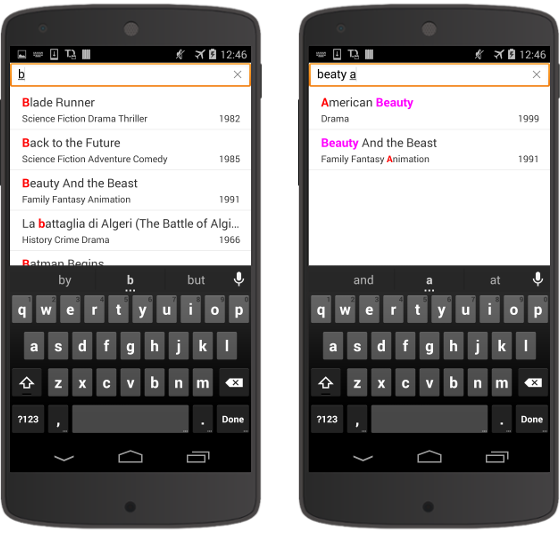 12:46
b
Blade Runner
Science Fiction Drama Thriller 1982
Back to the Future
Science Fiction Adventure Comedy 1985
Beauty And the Beast
Family Fantasy Animation 1991
La battaglia di Algeri (The Battle of Algi...
History Crime Drama 1966
Batman Begins
by b but
q w e r t y u i o p
a s d f g h j k l
z x c v b n m
?123 , . Done
12:46
beaty a
American Beauty
Drama 1999
Beauty And the Beast
Family Fantasy Animation 1991
and a at
q w e r t y u i o p
a s d f g h j k l
z x c v b n m
?123 , . Done